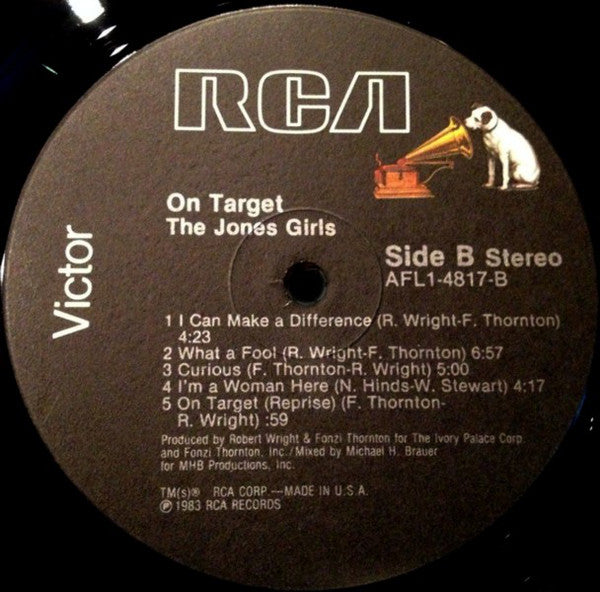 RCA
On Target
The Jones Girls
Victor
Side B Stereo
AFL1-4817-B
1 I Can Make a Difference (R. Wright-F. Thornton)
4:23
2 What a Fool (R. Wright-F. Thornton) 6:57
3 Curious (F. Thornton-R. Wright) 5:00
4 I'm a Woman Here (N. Hinds-W. Stewart) 4:17
5 On Target (Reprise) (F. Thornton-
R. Wright) :59
Produced by Robert Wright & Fonzi Thornton for The Ivory Palace Corp.
and Fonzi Thornton, Inc./Mixed by Michael H. Brauer
for MHB Productions, Inc.
TM(s)® RCA CORP.—MADE IN U.S.A.
℗ 1983 RCA RECORDS